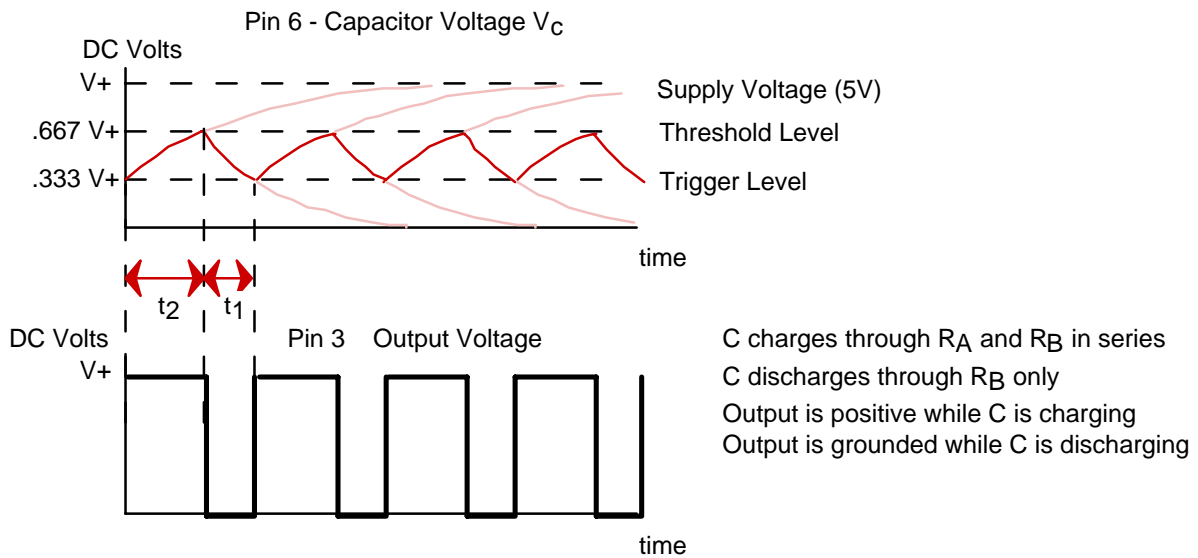 Pin 6 - Capacitor Voltage VC
DC Volts
V+
Supply Voltage (5V)
.667 V+
Threshold Level
.333 V+
Trigger Level
time
t2
t1
DC Volts
Pin 3 Output Voltage
V+
C charges through RA and RB in series
C discharges through RB only
Output is positive while C is charging
Output is grounded while C is discharging
time